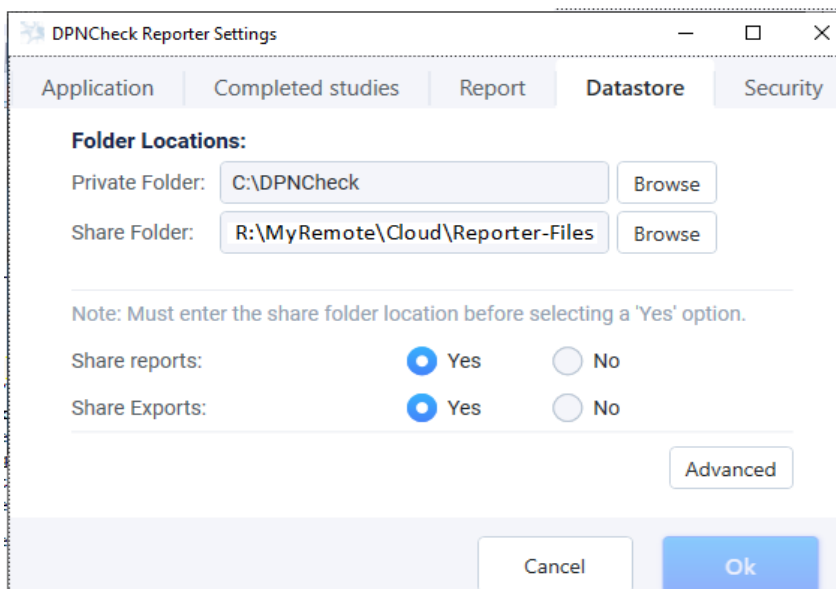 DPNCheck Reporter Settings
Application Completed studies Report Datastore Security
Folder Locations:
Private Folder: C:\DPNCheck Browse
Share Folder: R:\MyRemote\Cloud\Reporter-Files Browse
Note: Must enter the share folder location before selecting a 'Yes' option.
Share reports: Yes No
Share Exports: Yes No
Advanced
Cancel Ok